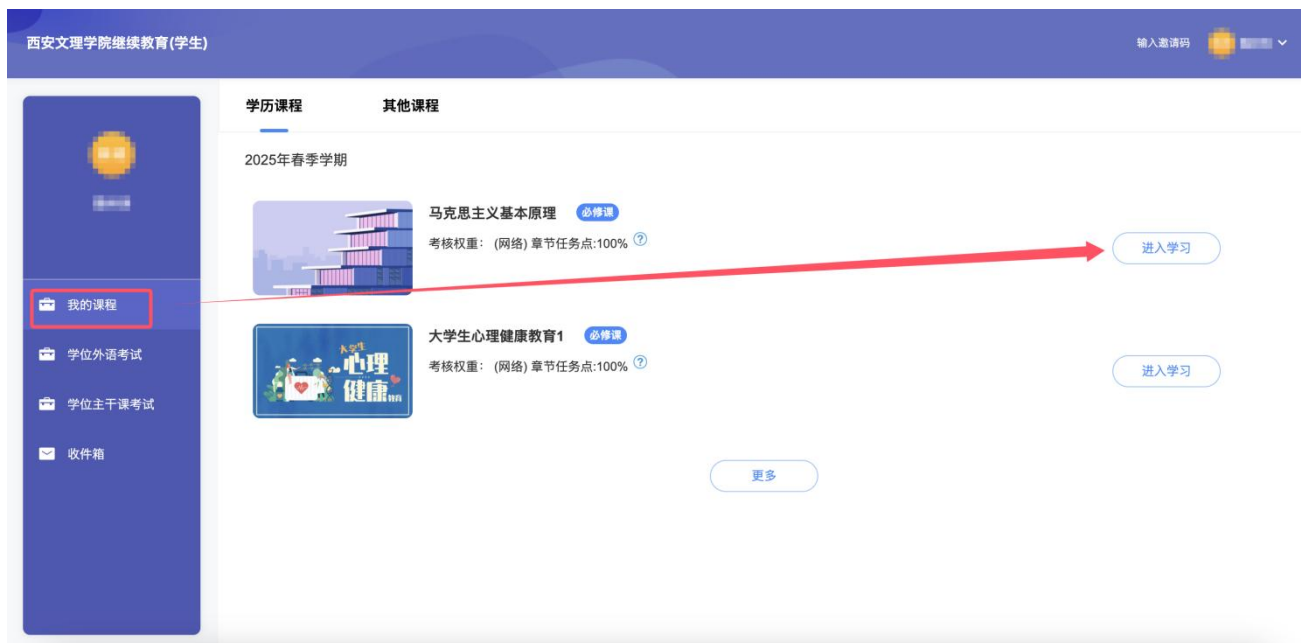 西安文理学院继续教育(学生)
输入邀请码
学历课程 其他课程
2025年春季学期
马克思主义基本原理 必修课
考核权重： (网络) 章节任务点:100% ?
进入学习
我的课程
大学生心理健康教育1 必修课
大学生
心理
健康
教育
考核权重： (网络) 章节任务点:100% ?
进入学习
学位外语考试
学位主干课考试
收件箱
更多